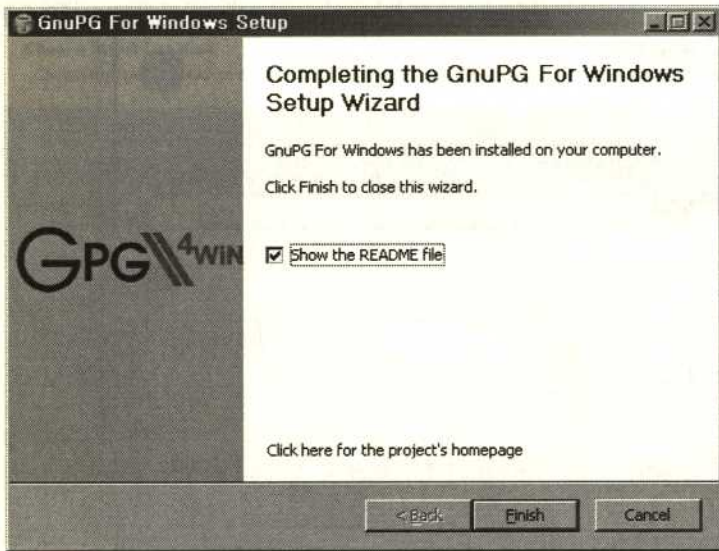 GnuPG For Windows Setup
Completing the GnuPG For Windows
Setup Wizard
GnuPG For Windows has been installed on your computer.
Click Finish to close this wizard.
GPG4WIN
Show the README file
Click here for the project's homepage
< Back
Finish
Cancel